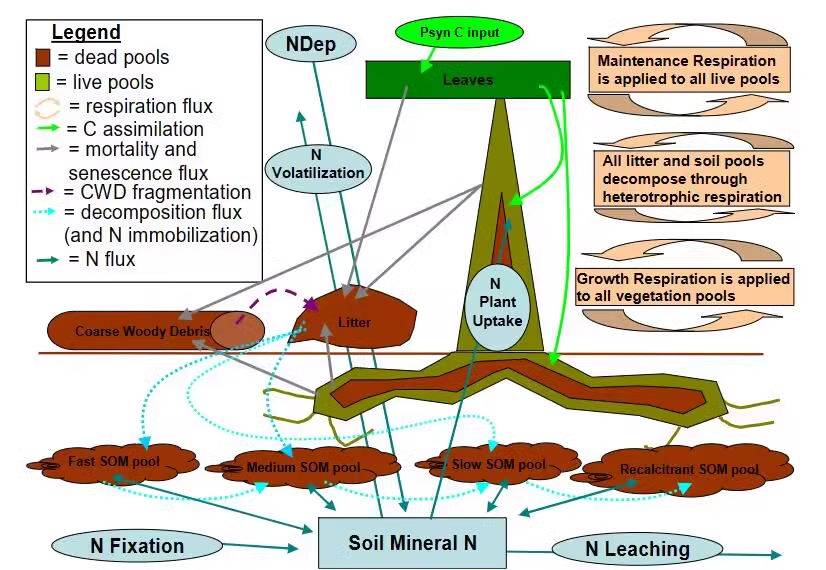 Legend
= dead pools
= live pools
= respiration flux
= C assimilation
= mortality and
senescence flux
= CWD fragmentation
= decomposition flux
(and N immobilization)
= N flux
NDep
Psyn C input
Leaves
N
Volatilization
Maintenance Respiration
is applied to all live pools
All litter and soil pools
decompose through
heterotrophic respiration
Growth Respiration is applied
to all vegetation pools
N
Plant
Uptake
Coarse Woody Debris
Litter
Fast SOM pool
Medium SOM pool
Slow SOM pool
Recalcitrant SOM pool
N Fixation
Soil Mineral N
N Leaching